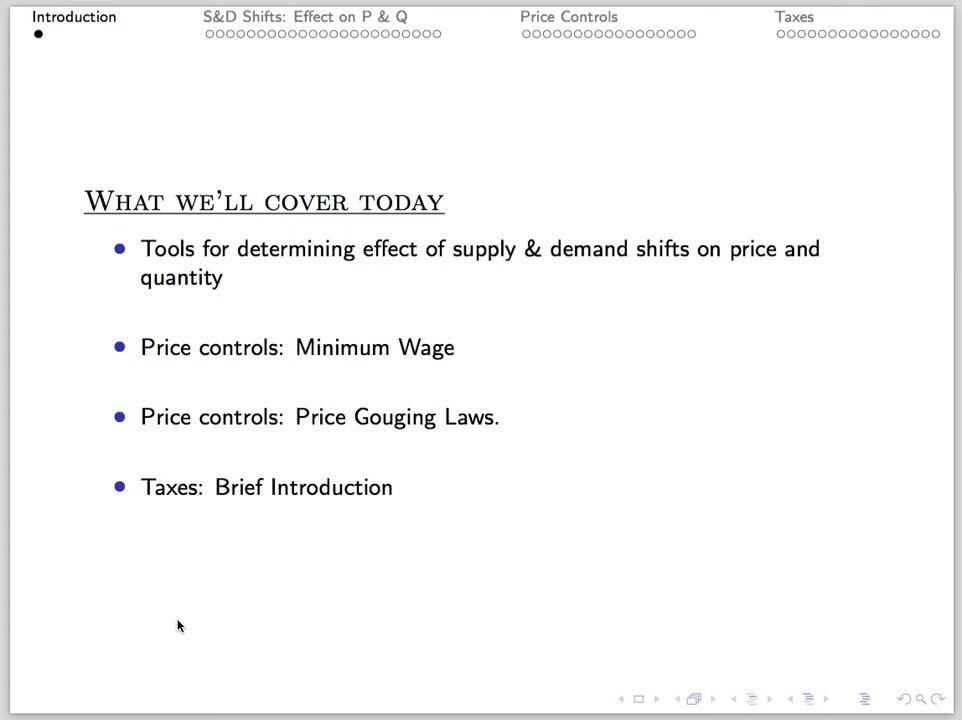 Introduction S&D Shifts: Effect on P & Q Price Controls Taxes
What we'll cover today
Tools for determining effect of supply & demand shifts on price and
quantity
Price controls: Minimum Wage
Price controls: Price Gouging Laws.
Taxes: Brief Introduction